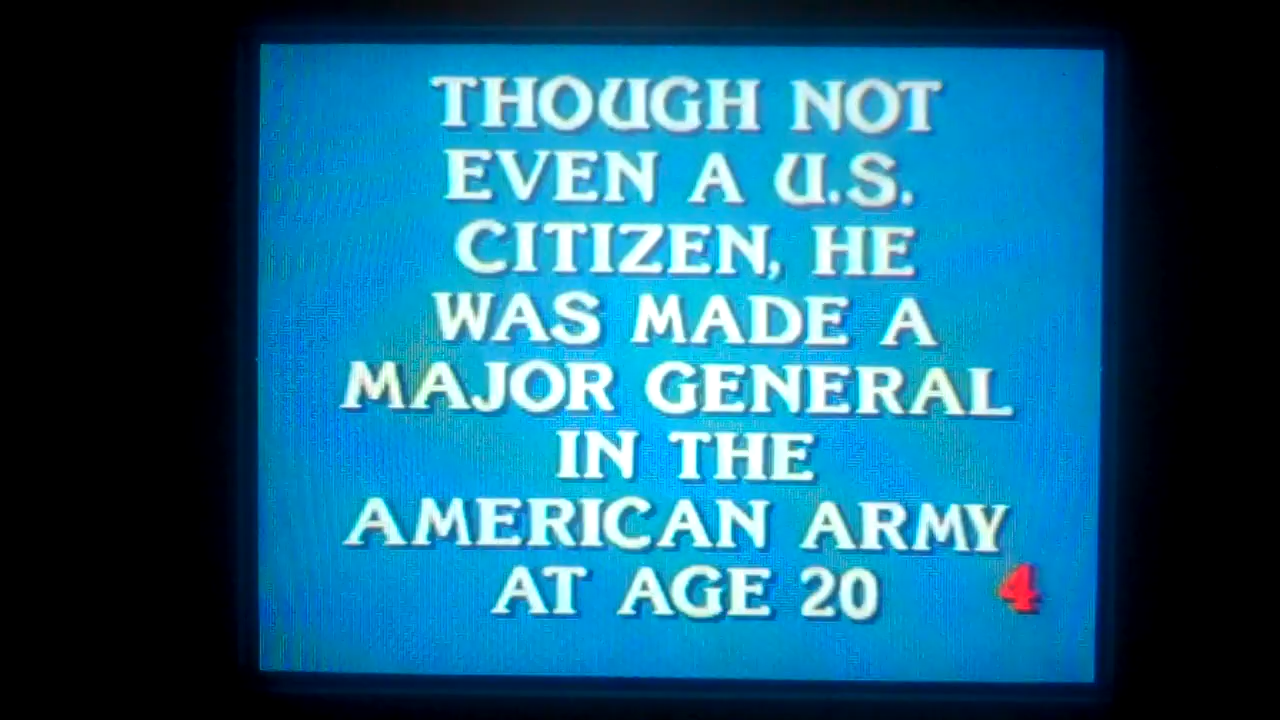 THOUGH NOT
EVEN A U.S.
CITIZEN, HE
WAS MADE A
MAJOR GENERAL
IN THE
AMERICAN ARMY
AT AGE 20
4